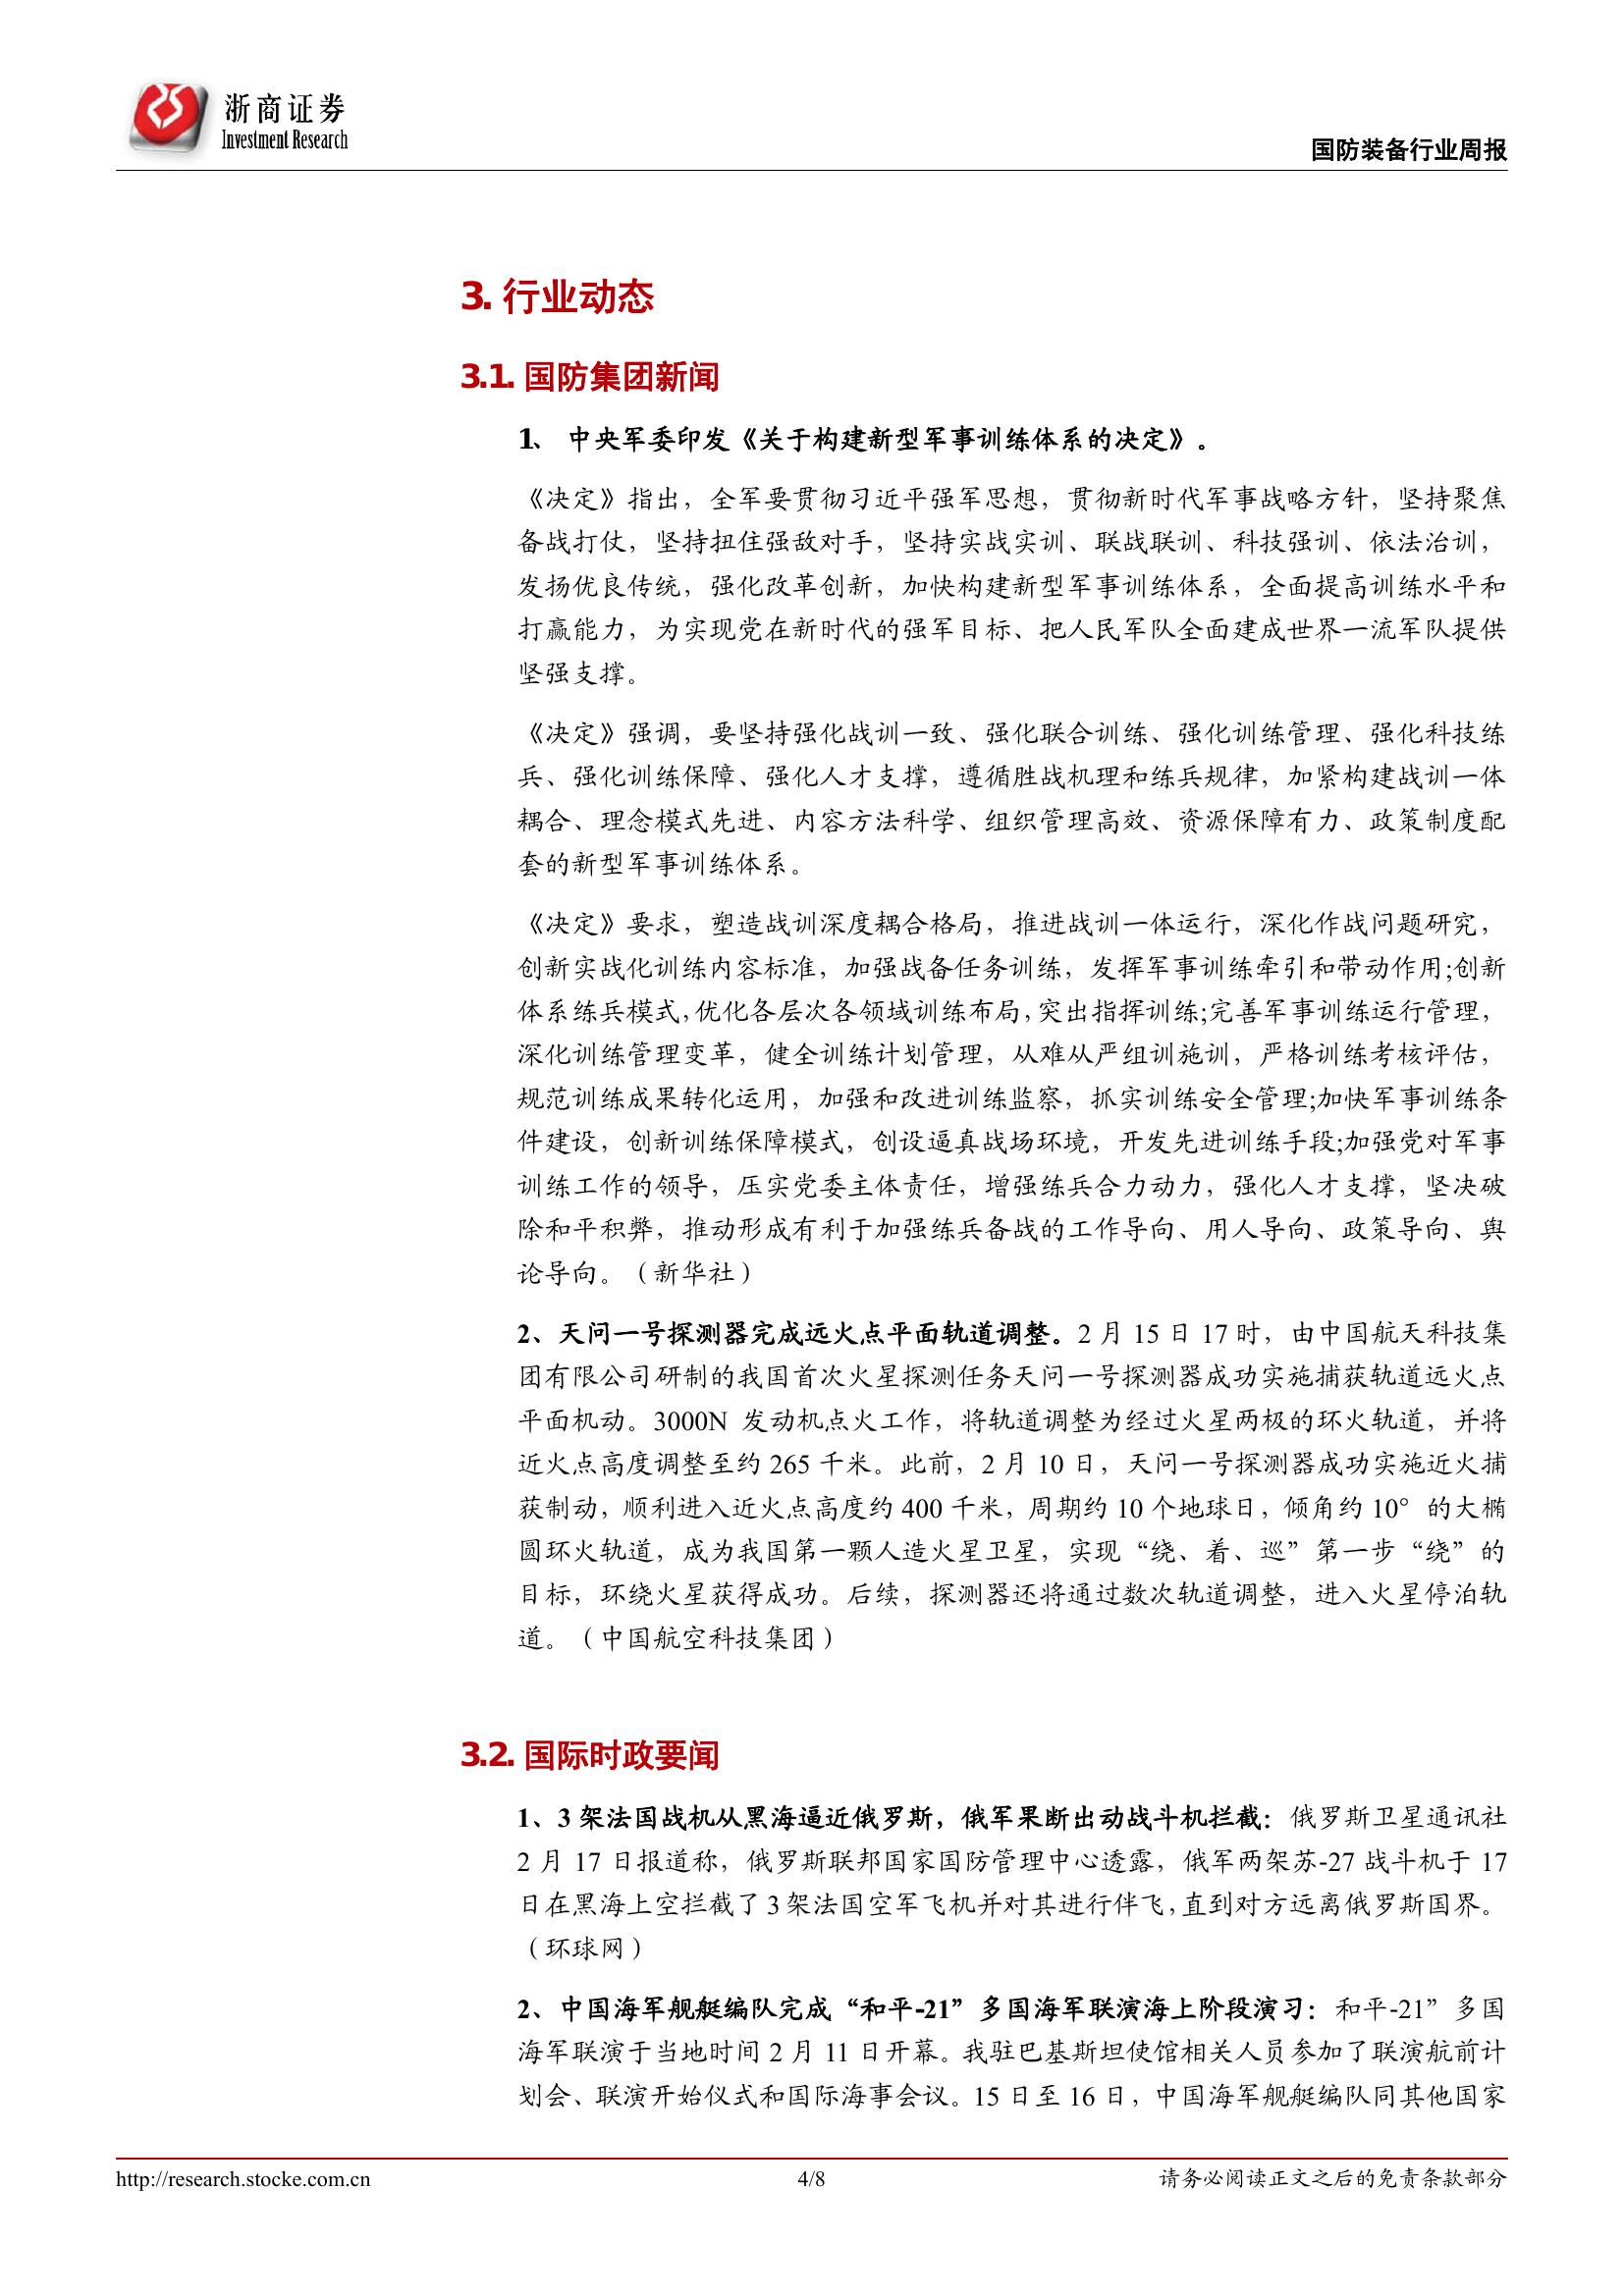 浙商证券
Investment Research
国防装备行业周报
3. 行业动态
3.1. 国防集团新闻
1、 中央军委印发《关于构建新型军事训练体系的决定》。
《决定》指出，全军要贯彻习近平强军思想，贯彻新时代军事战略方针，坚持聚焦
备战打仗，坚持扭住强敌对手，坚持实战实训、联战联训、科技强训、依法治训，
发扬优良传统，强化改革创新，加快构建新型军事训练体系，全面提高训练水平和
打赢能力，为实现党在新时代的强军目标、把人民军队全面建成世界一流军队提供
坚强支撑。
《决定》强调，要坚持强化战训一致、强化联合训练、强化训练管理、强化科技练
兵、强化训练保障、强化人才支撑，遵循胜战机理和练兵规律，加紧构建战训一体
耦合、理念模式先进、内容方法科学、组织管理高效、资源保障有力、政策制度配
套的新型军事训练体系。
《决定》要求，塑造战训深度耦合格局，推进战训一体运行，深化作战问题研究，
创新实战化训练内容标准，加强战备任务训练，发挥军事训练牵引和带动作用;创新
体系练兵模式,优化各层次各领域训练布局,突出指挥训练;完善军事训练运行管理，
深化训练管理变革，健全训练计划管理，从难从严组训施训，严格训练考核评估，
规范训练成果转化运用，加强和改进训练监察，抓实训练安全管理;加快军事训练条
件建设，创新训练保障模式，创设逼真战场环境，开发先进训练手段;加强党对军事
训练工作的领导，压实党委主体责任，增强练兵合力动力，强化人才支撑，坚决破
除和平积弊，推动形成有利于加强练兵备战的工作导向、用人导向、政策导向、舆
论导向。（新华社）
2、天问一号探测器完成远火点平面轨道调整。2 月 15 日 17 时，由中国航天科技集
团有限公司研制的我国首次火星探测任务天问一号探测器成功实施捕获轨道远火点
平面机动。3000N 发动机点火工作，将轨道调整为经过火星两极的环火轨道，并将
近火点高度调整至约 265 千米。此前，2 月 10 日，天问一号探测器成功实施近火捕
获制动，顺利进入近火点高度约 400 千米，周期约 10 个地球日，倾角约 10° 的大椭
圆环火轨道，成为我国第一颗人造火星卫星，实现“绕、着、巡”第一步“绕”的
目标，环绕火星获得成功。后续，探测器还将通过数次轨道调整，进入火星停泊轨
道。（中国航空科技集团）
3.2. 国际时政要闻
1、3 架法国战机从黑海逼近俄罗斯，俄军果断出动战斗机拦截：俄罗斯卫星通讯社
2 月 17 日报道称，俄罗斯联邦国家国防管理中心透露，俄军两架苏-27 战斗机于 17
日在黑海上空拦截了 3 架法国空军飞机并对其进行伴飞,直到对方远离俄罗斯国界。
（环球网）
2、中国海军舰艇编队完成“和平-21”多国海军联演海上阶段演习：和平-21”多国
海军联演于当地时间 2 月 11 日开幕。我驻巴基斯坦使馆相关人员参加了联演航前计
划会、联演开始仪式和国际海事会议。15 日至 16 日，中国海军舰艇编队同其他国家
http://research.stocke.com.cn
4/8
请务必阅读正文之后的免责条款部分